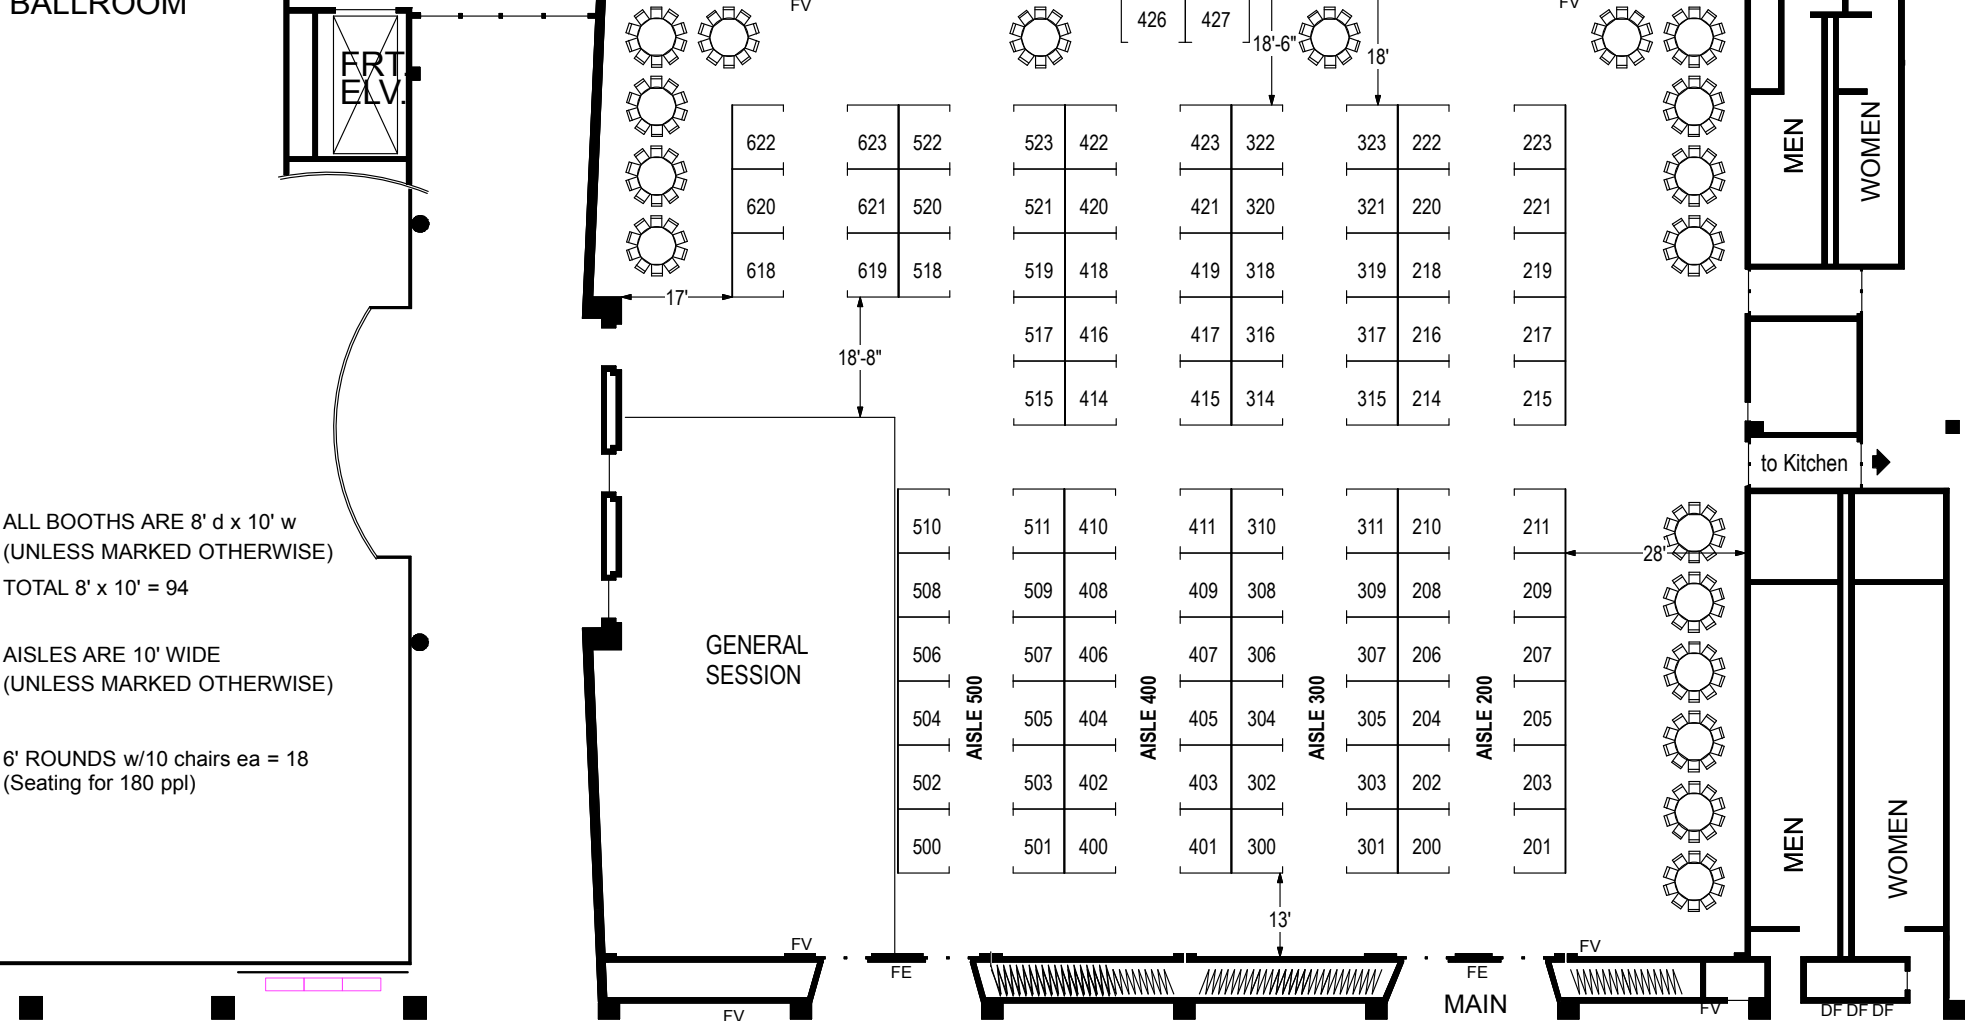 BALLROOM
FV
426 427
FV
18'-6"
18'
FRT.
ELV.
MEN
WOMEN
622 623 522 523 422 423 322 323 222 223
620 621 520 521 420 421 320 321 220 221
618 619 518 519 418 419 318 319 218 219
17'
517 416 417 316 317 216 217
18'-8"
515 414 415 314 315 214 215
to Kitchen
ALL BOOTHS ARE 8' d x 10' w
(UNLESS MARKED OTHERWISE)
TOTAL 8' x 10' = 94
AISLES ARE 10' WIDE
(UNLESS MARKED OTHERWISE)
6' ROUNDS w/10 chairs ea = 18
(Seating for 180 ppl)
510 511 410 411 310 311 210 211
28'
508 509 408 409 308 309 208 209
GENERAL
SESSION
506 507 406 407 306 307 206 207
504 505 404 405 304 305 204 205
AISLE 500
AISLE 400
AISLE 300
AISLE 200
502 503 402 403 302 303 202 203
500 501 400 401 300 301 200 201
MEN
WOMEN
13'
FV
FV
FE
FE
MAIN
FV
FV
DF DF DF